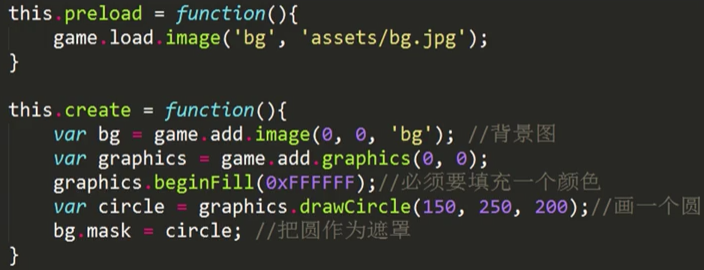 this.preload = function(){
game.load.image('bg', 'assets/bg.jpg');
}
this.create = function(){
var bg = game.add.image(0, 0, 'bg'); //背景图
var graphics = game.add.graphics(0, 0);
graphics.beginFill(0xFFFFFF);//必须要填充一个颜色
var circle = graphics.drawCircle(150, 250, 200);//画一个圆
bg.mask = circle; //把圆作为遮罩
}